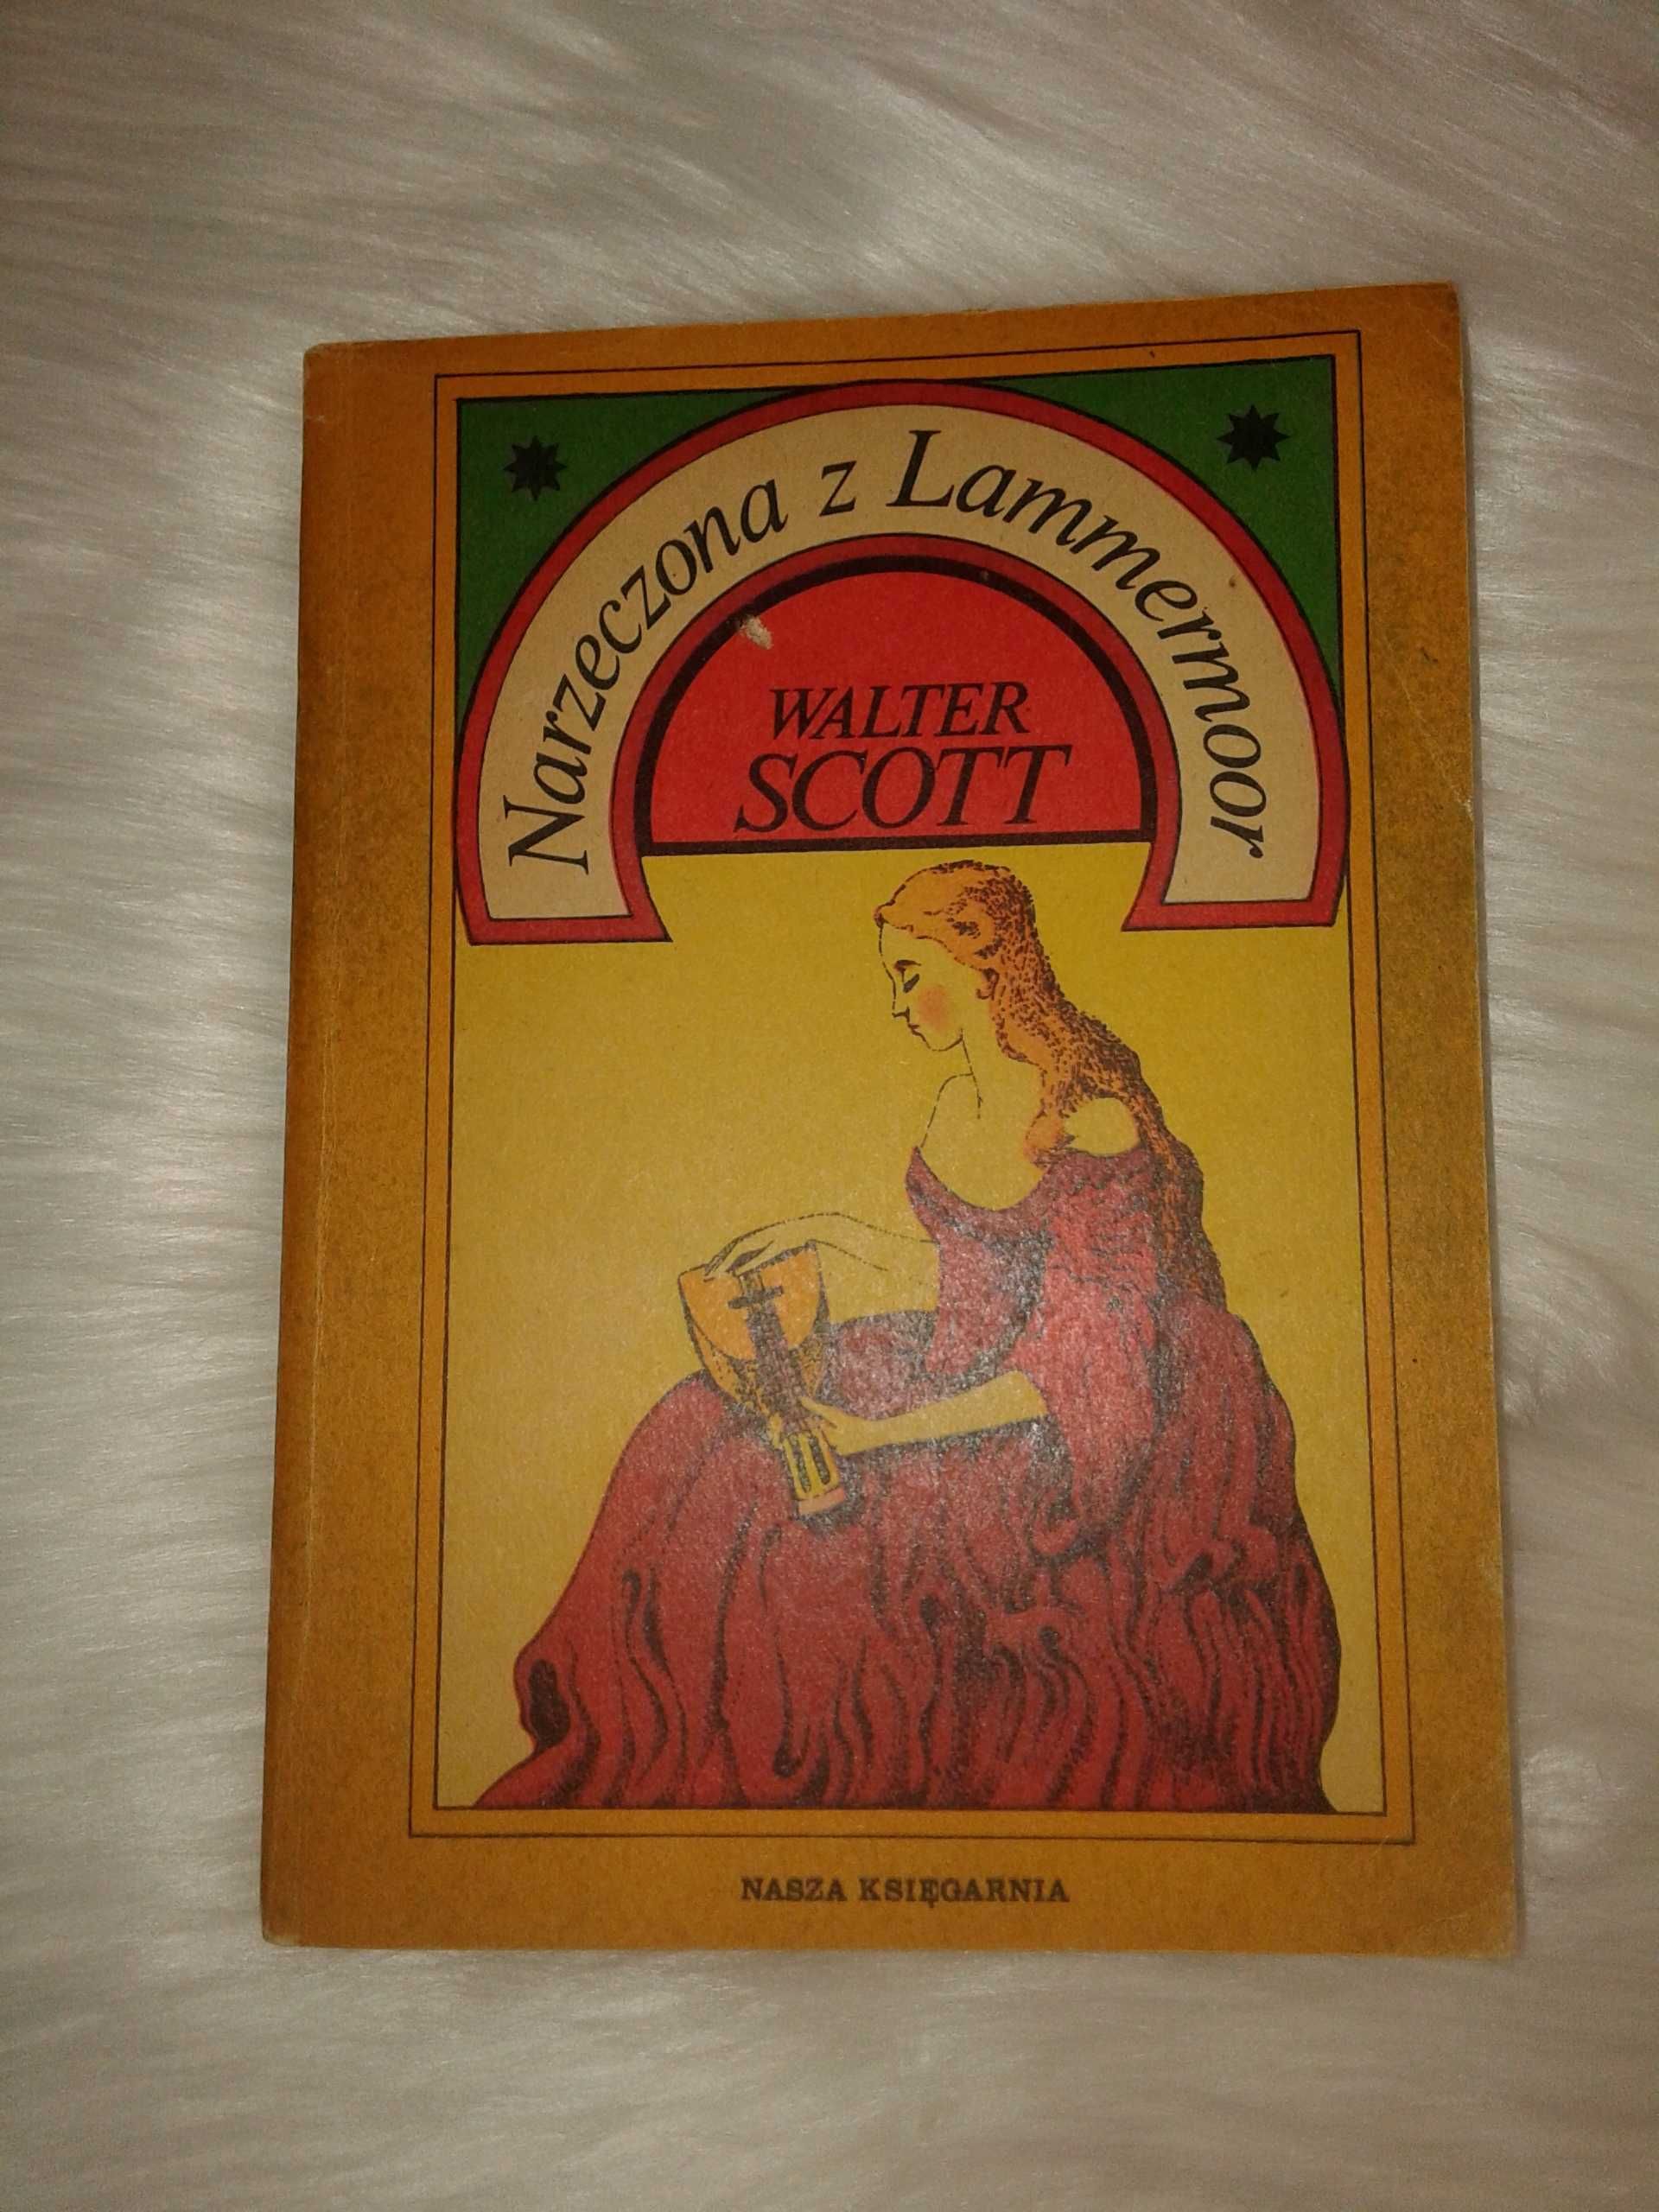 Narzeczona z Lammermoor
WALTER
SCOTT
NASZA KSIĘGARNIA